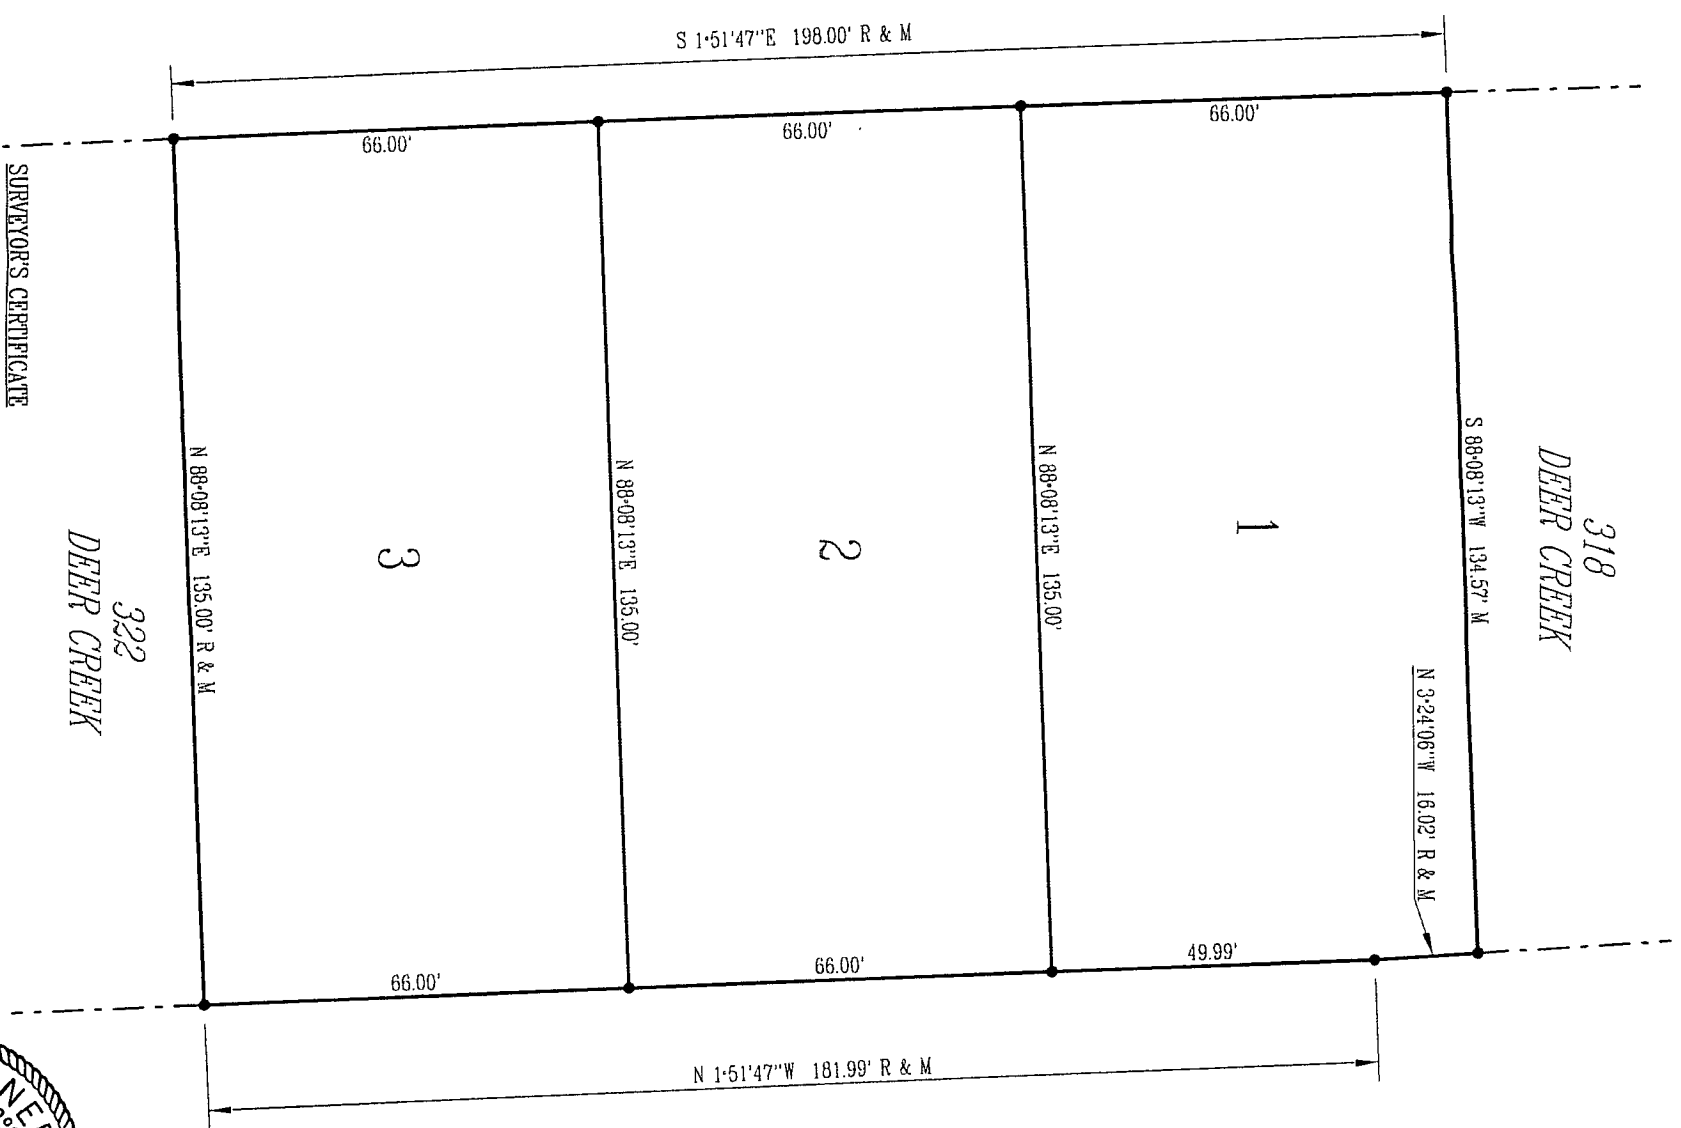 S 1•51'47"E 198.00' R & M
66.00'
66.00'
66.00'
SURVEYOR'S CERTIFICATE
318
DEER CREEK
S 88•08'13"W 134.57' M
N 3•24'06"W 16.02' R & M
1
N 88•08'13"E 135.00'
2
N 88•08'13"E 135.00'
3
N 88•08'13"E 135.00' R & M
322
DEER CREEK
66.00'
66.00'
49.99'
N 1•51'47"W 181.99' R & M